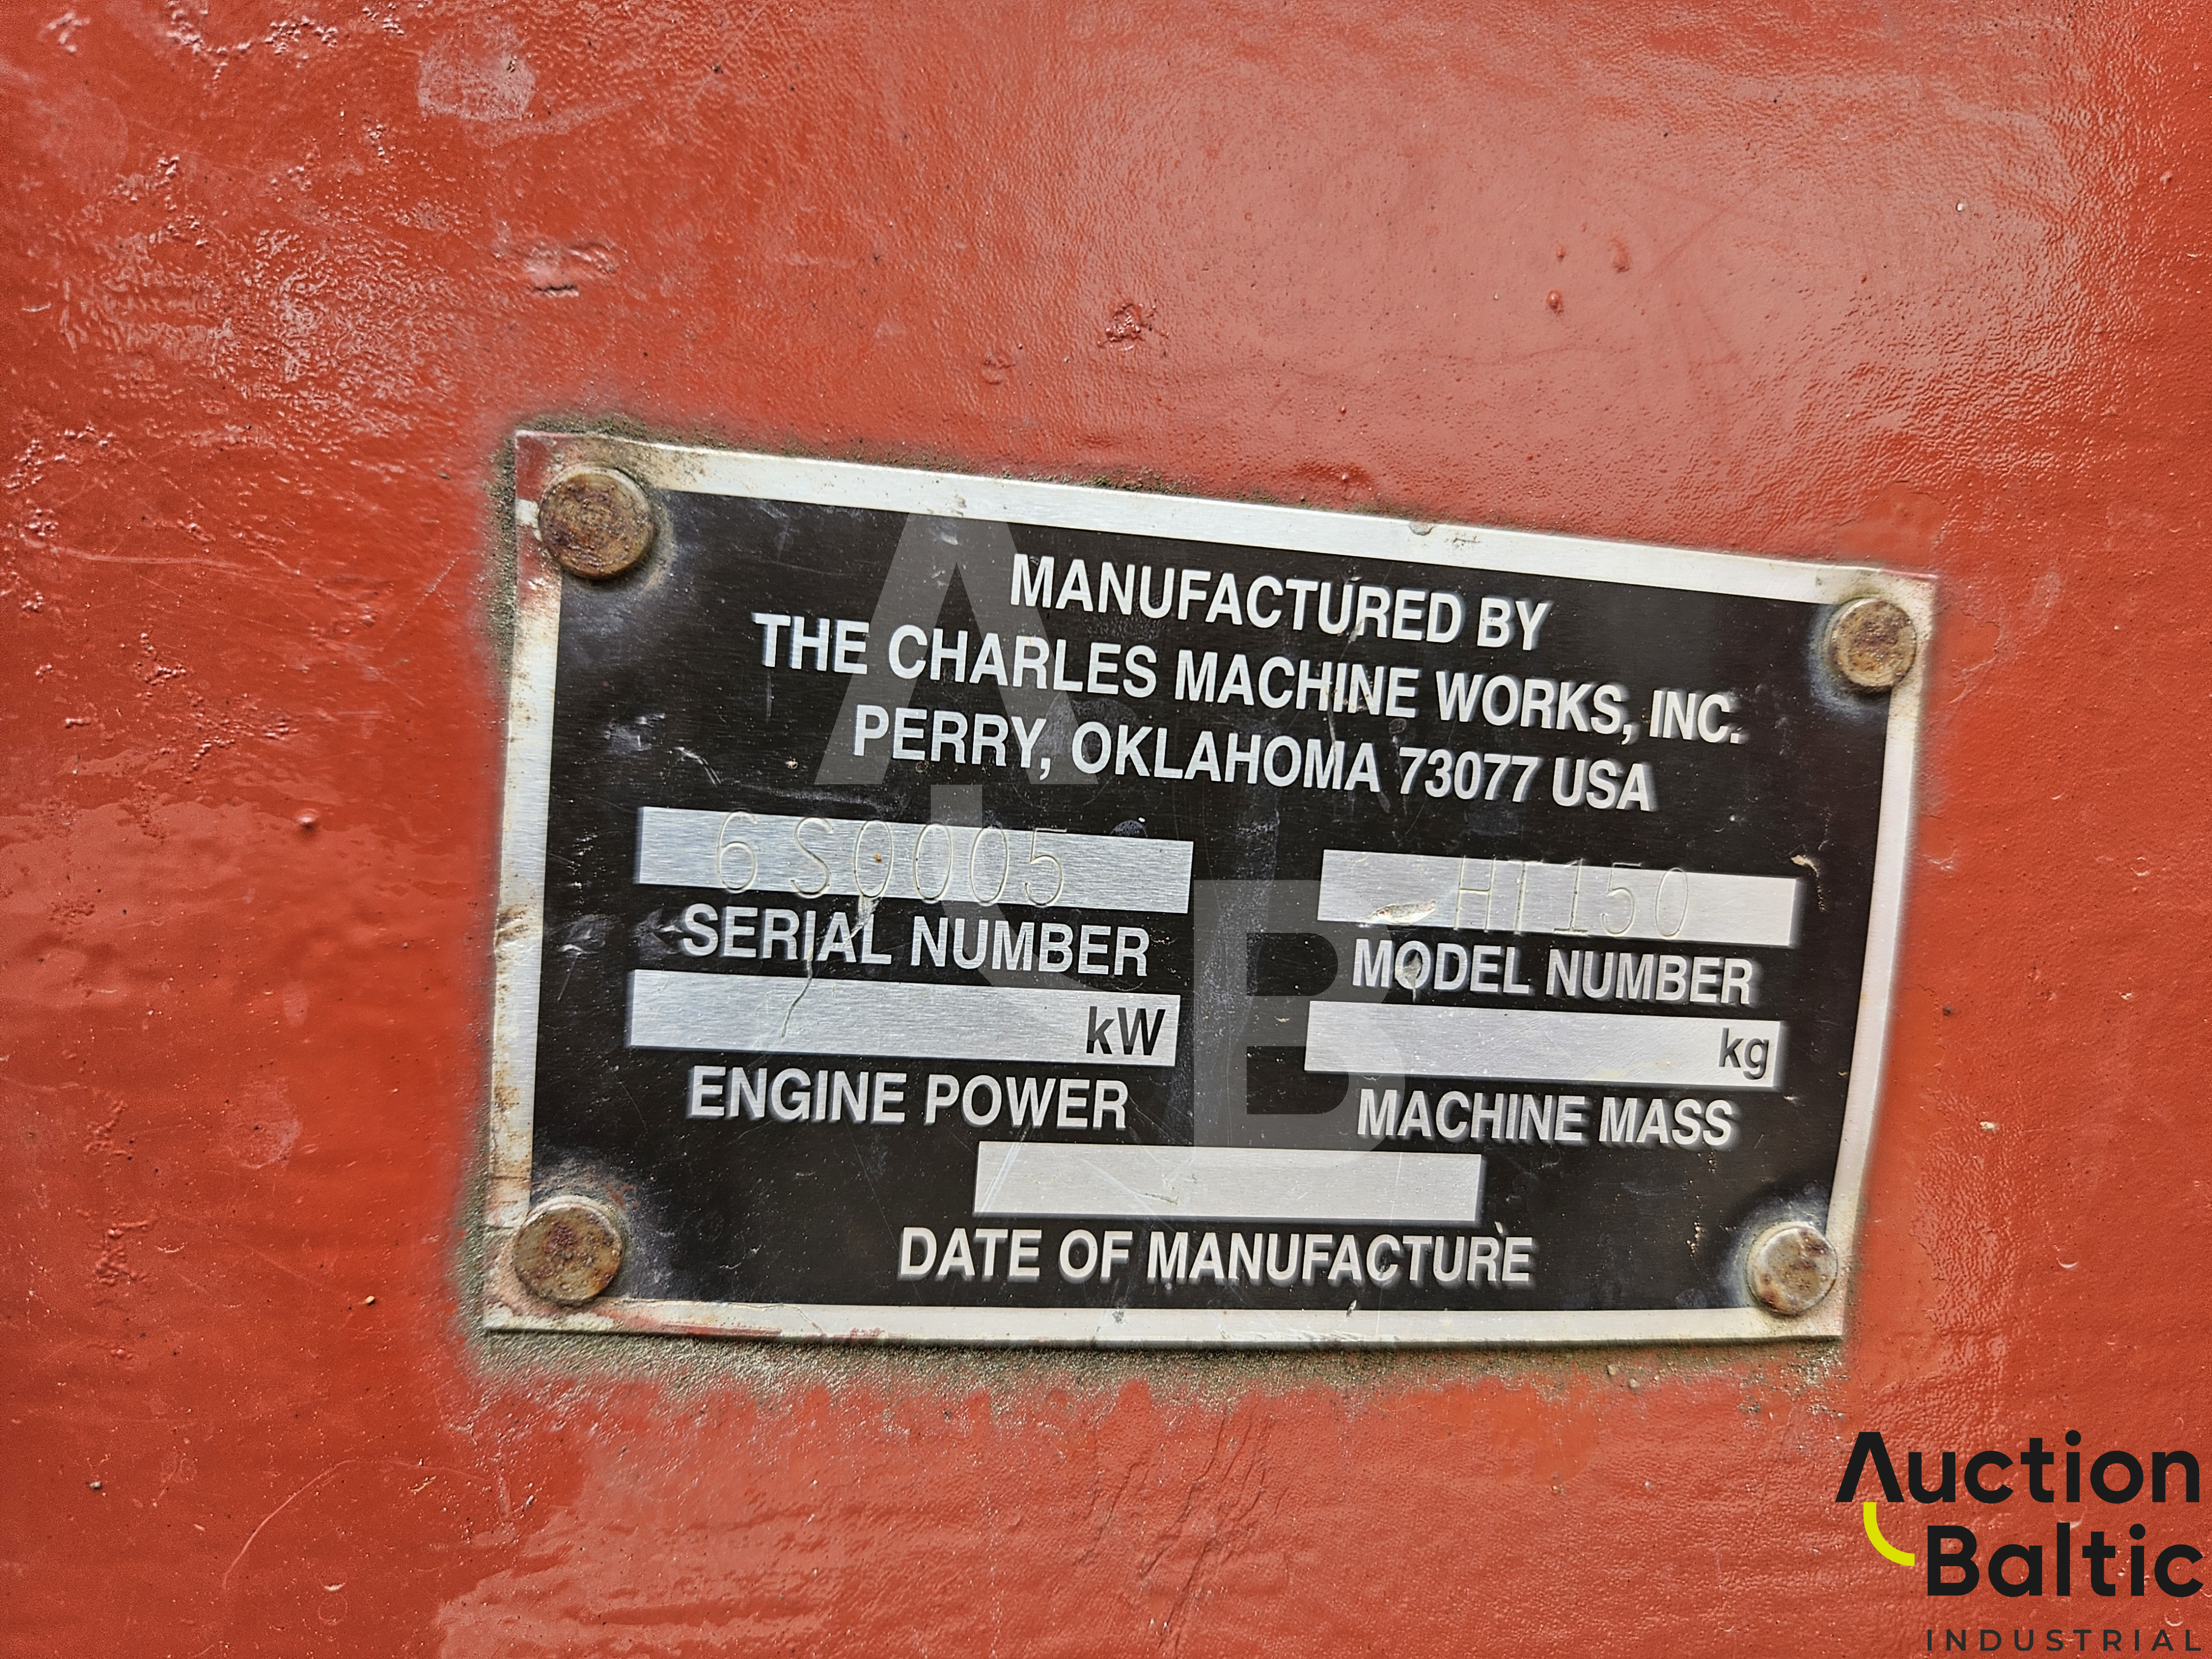 MANUFACTURED BY
THE CHARLES MACHINE WORKS, INC.
PERRY, OKLAHOMA 73077 USA
6S0005
HT150
SERIAL NUMBER
MODEL NUMBER
kW
kg
ENGINE POWER
MACHINE MASS
DATE OF MANUFACTURE
AB
Auction
Baltic
INDUSTRIAL